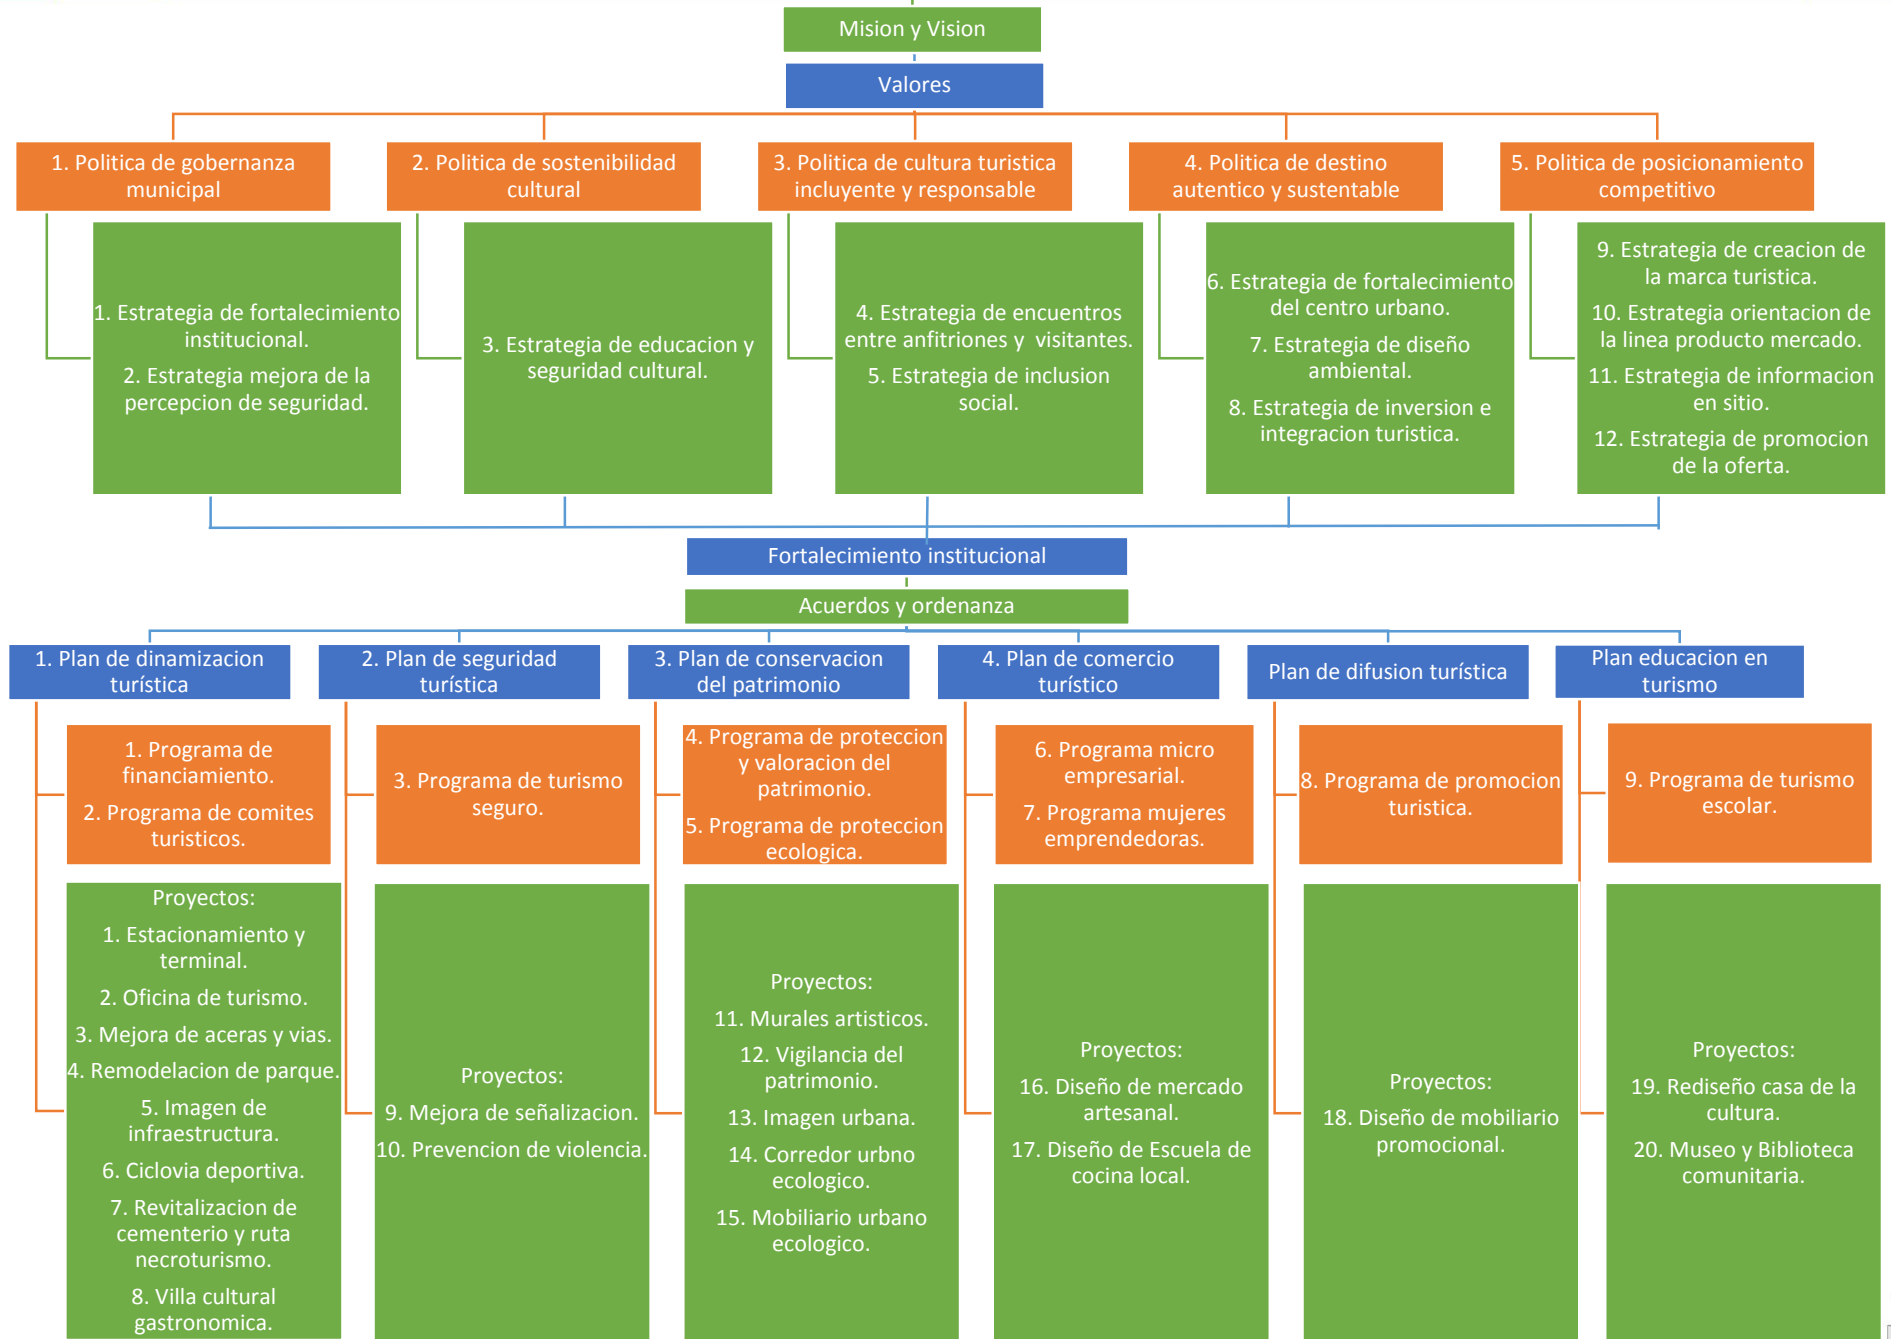 Mision y Vision
Valores
1. Politica de gobernanza
municipal
2. Politica de sostenibilidad
cultural
3. Politica de cultura turistica
incluyente y responsable
4. Politica de destino
autentico y sustentable
5. Politica de posicionamiento
competitivo
1. Estrategia de fortalecimiento
institucional.
2. Estrategia mejora de la
percepcion de seguridad.
3. Estrategia de educacion y
seguridad cultural.
4. Estrategia de encuentros
entre anfitriones y visitantes.
5. Estrategia de inclusion
social.
6. Estrategia de fortalecimiento
del centro urbano.
7. Estrategia de diseño
ambiental.
8. Estrategia de inversion e
integracion turistica.
9. Estrategia de creacion de
la marca turistica.
10. Estrategia orientacion de
la linea producto mercado.
11. Estrategia de informacion
en sitio.
12. Estrategia de promocion
de la oferta.
Fortalecimiento institucional
Acuerdos y ordenanza
1. Plan de dinamizacion
turística
2. Plan de seguridad
turística
3. Plan de conservacion
del patrimonio
4. Plan de comercio
turístico
Plan de difusion turística
Plan educacion en
turismo
1. Programa de
financiamiento.
2. Programa de comites
turisticos.
3. Programa de turismo
seguro.
4. Programa de proteccion
y valoracion del
patrimonio.
5. Programa de proteccion
ecologica.
6. Programa micro
empresarial.
7. Programa mujeres
emprendedoras.
8. Programa de promocion
turistica.
9. Programa de turismo
escolar.
Proyectos:
1. Estacionamiento y
terminal.
2. Oficina de turismo.
3. Mejora de aceras y vias.
4. Remodelacion de parque.
5. Imagen de
infraestructura.
6. Ciclovia deportiva.
7. Revitalizacion de
cementerio y ruta
necroturismo.
8. Villa cultural
gastronomica.
Proyectos:
9. Mejora de señalizacion.
10. Prevencion de violencia.
Proyectos:
11. Murales artisticos.
12. Vigilancia del
patrimonio.
13. Imagen urbana.
14. Corredor urbno
ecologico.
15. Mobiliario urbano
ecologico.
Proyectos:
16. Diseño de mercado
artesanal.
17. Diseño de Escuela de
cocina local.
Proyectos:
18. Diseño de mobiliario
promocional.
Proyectos:
19. Rediseño casa de la
cultura.
20. Museo y Biblioteca
comunitaria.